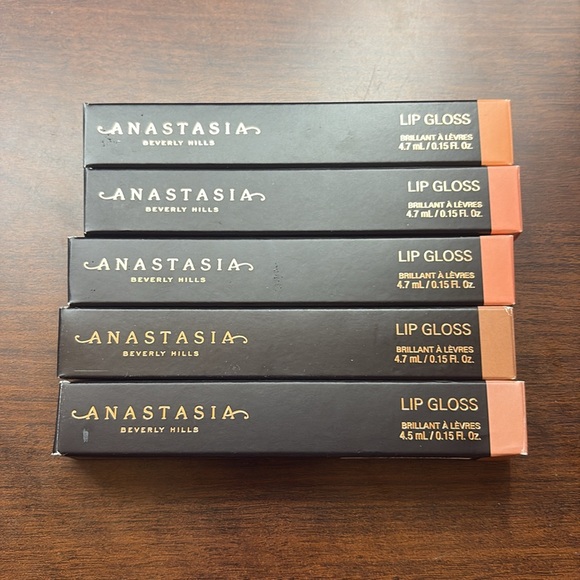 ANASTASIA
BEVERLY HILLS
LIP GLOSS
BRILLANT À LÈVRES
4.7 mL / 0.15 Fl. Oz.
ANASTASIA
BEVERLY HILLS
LIP GLOSS
BRILLANT À LÈVRES
4.7 mL / 0.15 Fl. Oz.
ANASTASIA
BEVERLY HILLS
LIP GLOSS
BRILLANT À LÈVRES
4.7 mL / 0.15 Fl. Oz.
ANASTASIA
BEVERLY HILLS
LIP GLOSS
BRILLANT À LÈVRES
4.7 mL / 0.15 Fl. Oz.
ANASTASIA
BEVERLY HILLS
LIP GLOSS
BRILLANT À LÈVRES
4.5 mL / 0.15 Fl. Oz.